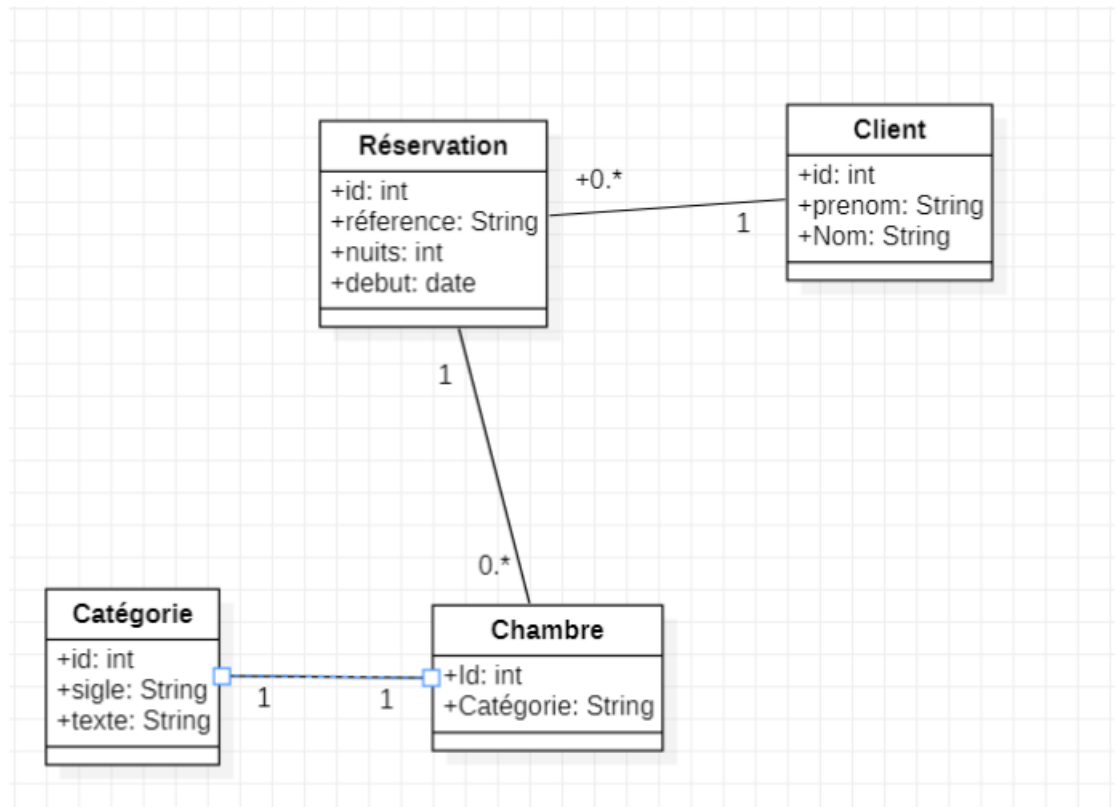 Réservation
+id: int
+réference: String
+nuits: int
+debut: date
+0.*
1
Client
+id: int
+prenom: String
+Nom: String
1
0.*
Catégorie
+id: int
+sigle: String
+texte: String
1
1
Chambre
+Id: int
+Catégorie: String